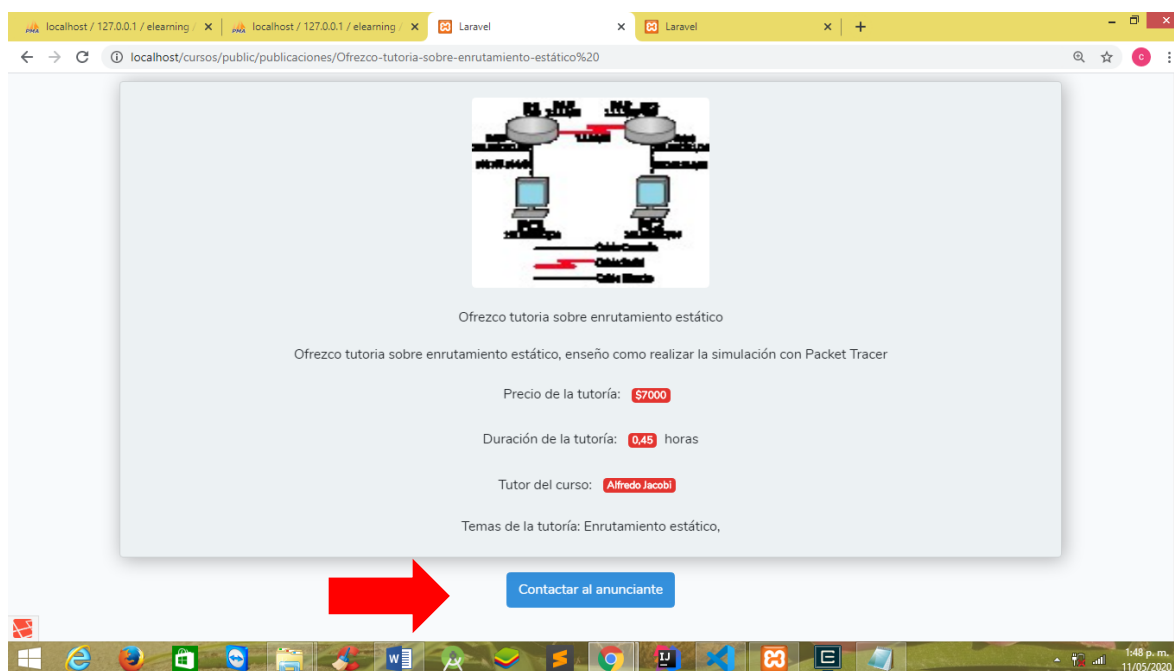 localhost / 127.0.0.1 / elearning /
localhost / 127.0.0.1 / elearning /
Laravel
Laravel
localhost/cursos/public/publicaciones/Ofrezco-tutoria-sobre-enrutamiento-estático%20
Ofrezco tutoria sobre enrutamiento estático
Ofrezco tutoria sobre enrutamiento estático, enseño como realizar la simulación con Packet Tracer
Precio de la tutoría: $7000
Duración de la tutoría: 0,45 horas
Tutor del curso: Alfredo Jacobi
Temas de la tutoría: Enrutamiento estático,
Contactar al anunciante
1:48 p. m.